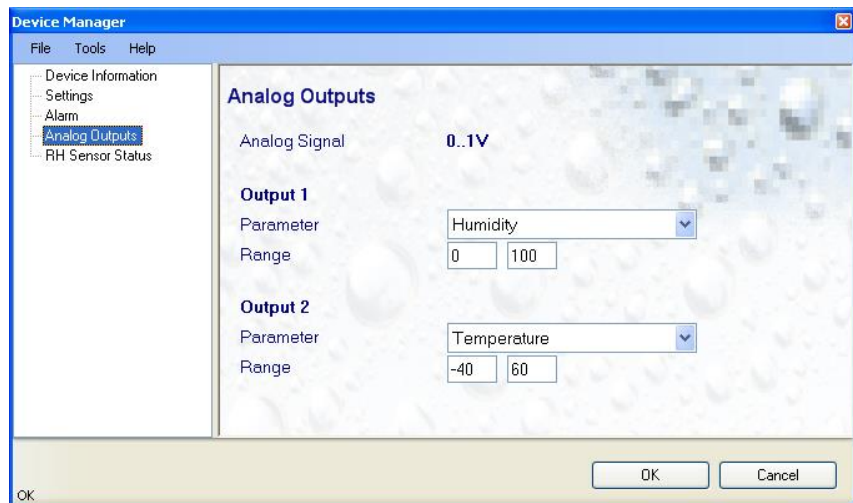 Device Manager
File Tools Help
Device Information
Settings
Alarm
Analog Outputs
RH Sensor Status
Analog Outputs
Analog Signal 0..1V
Output 1
Parameter Humidity
Range 0 100
Output 2
Parameter Temperature
Range -40 60
OK Cancel
OK